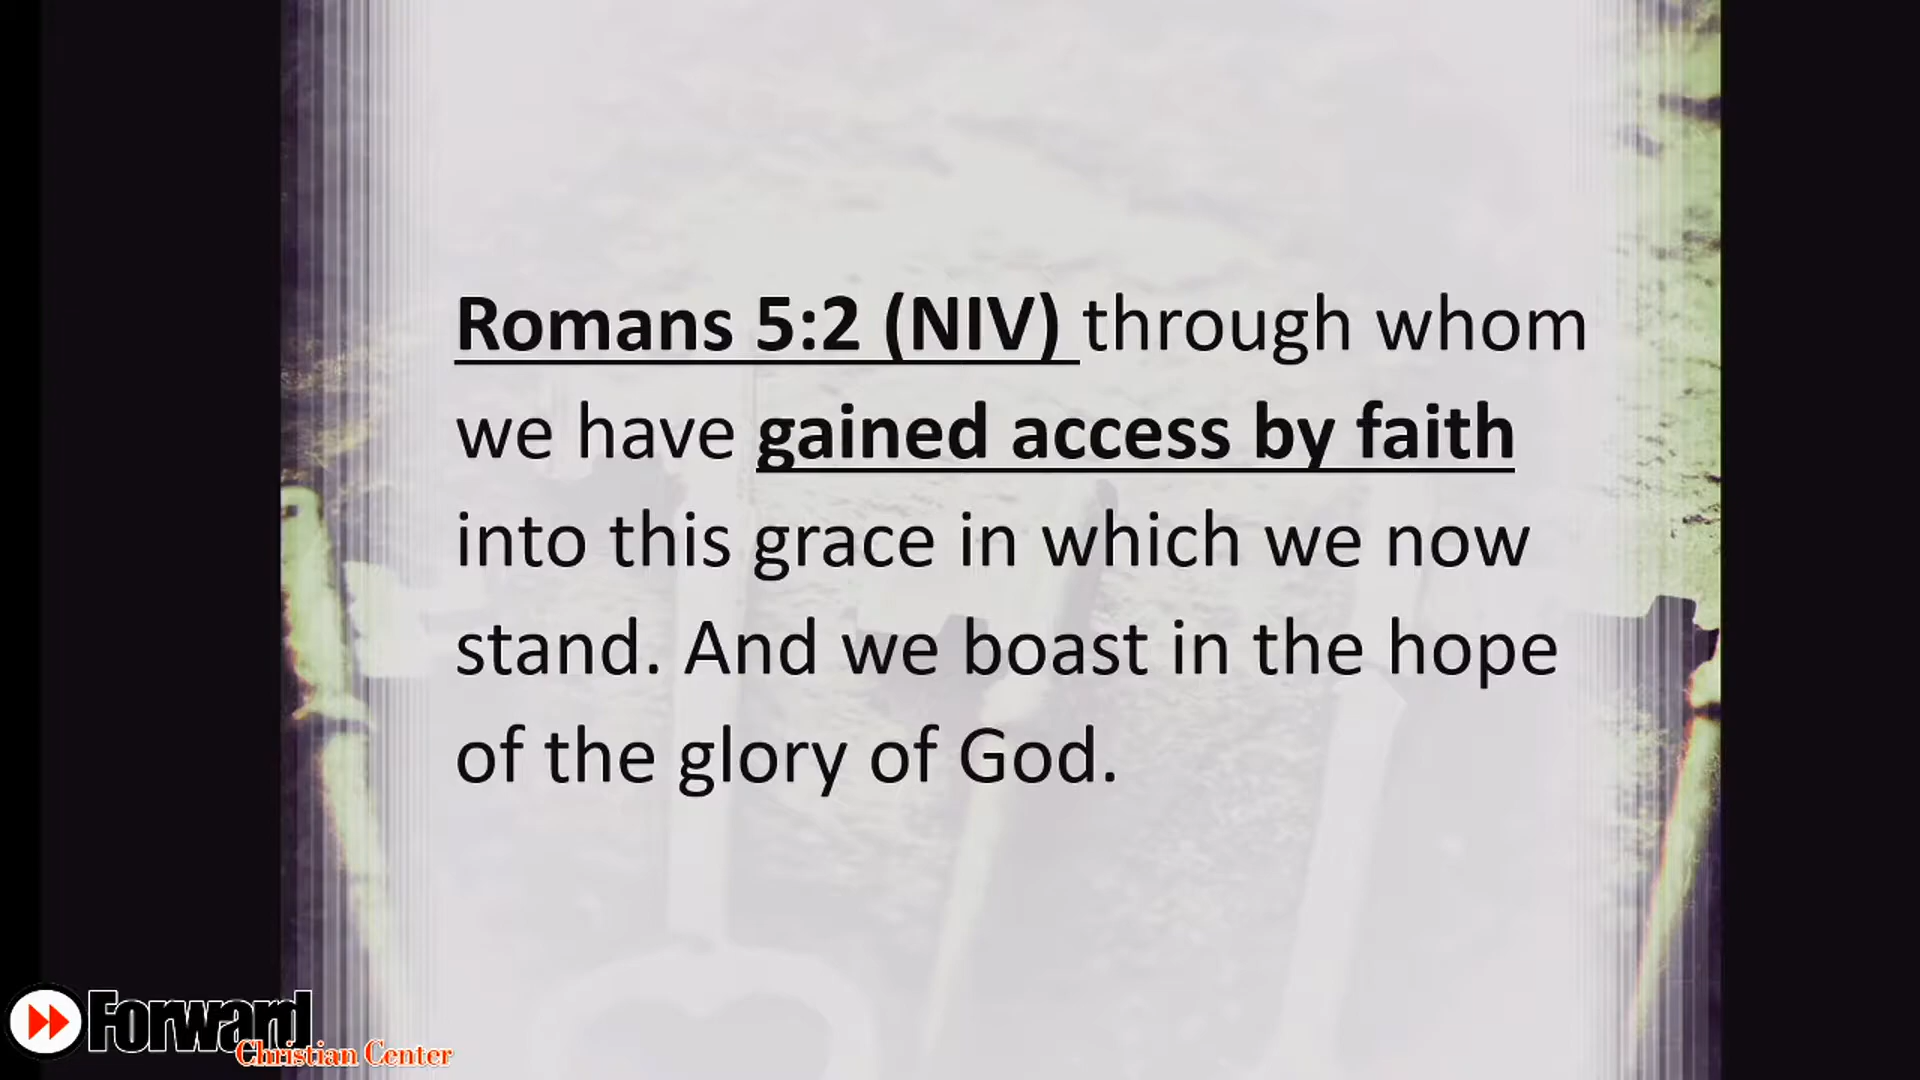 Romans 5:2 (NIV) through whom
we have gained access by faith
into this grace in which we now
stand. And we boast in the hope
of the glory of God.
Forward
Christian Center